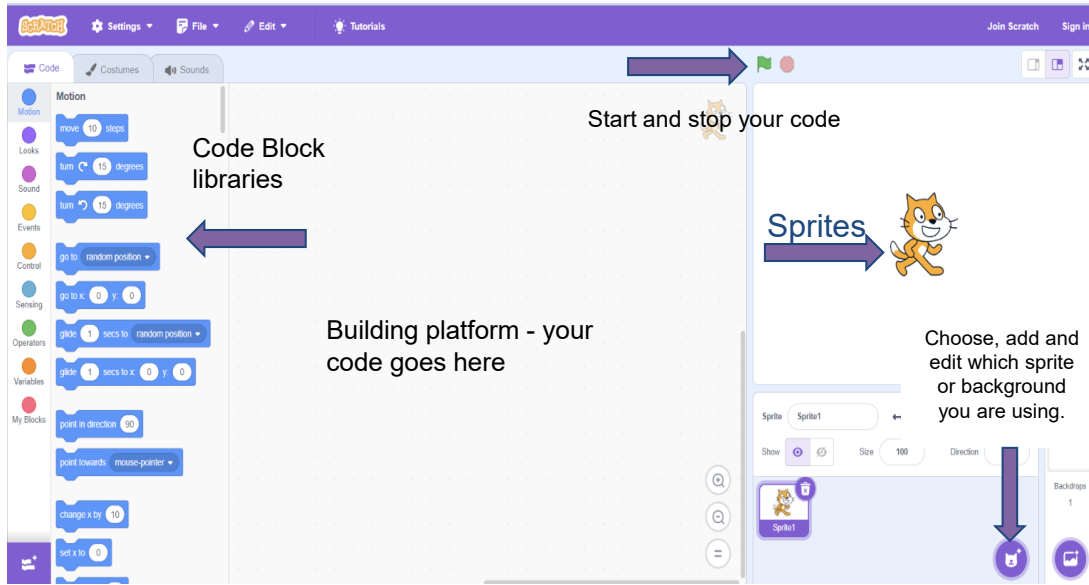 SCRATCH Settings File Edit Tutorials Join Scratch Sign in
Code Costumes Sounds
Motion
Looks
Sound
Events
Control
Sensing
Operators
Variables
My Blocks
Motion
move 10 steps
turn 15 degrees
turn 15 degrees
go to random position
go to x: 0 y: 0
glide 1 secs to random position
glide 1 secs to x: 0 y: 0
point in direction 90
point towards mouse-pointer
change x by 10
set x to 0
Code Block
libraries
Building platform - your
code goes here
Start and stop your code
Sprites
Choose, add and
edit which sprite
or background
you are using.
Sprite Sprite1
Show Size 100 Direction
Sprite1
Backdrops
1